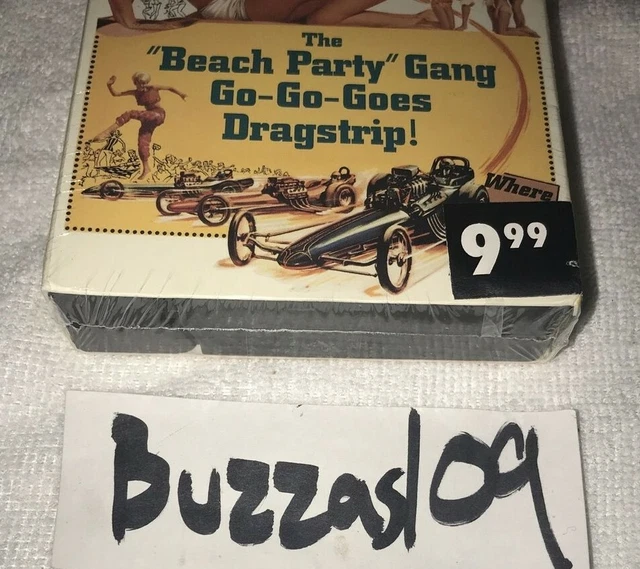 The
"Beach Party" Gang
Go-Go-Goes
Dragstrip!
Where
9.99
Buzzas109